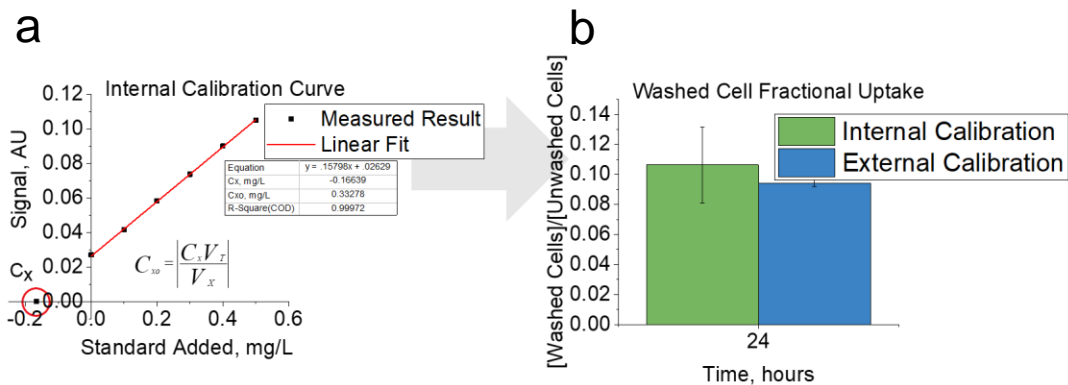 a
Internal Calibration Curve
Signal, AU
0.12
0.10
0.08
0.06
0.04
0.02
0.00
Measured Result
Linear Fit
Equation y = .15798x + .02629
Cx, mg/L -0.16639
Cxo, mg/L 0.33278
R-Square(COD) 0.99972
C_xo = |C_x V_T / V_X|
Cx
-0.2 0.0 0.2 0.4 0.6
Standard Added, mg/L
b
Washed Cell Fractional Uptake
[Washed Cells]/[Unwashed Cells]
0.14
0.12
0.10
0.08
0.06
0.04
0.02
0.00
Internal Calibration
External Calibration
24
Time, hours